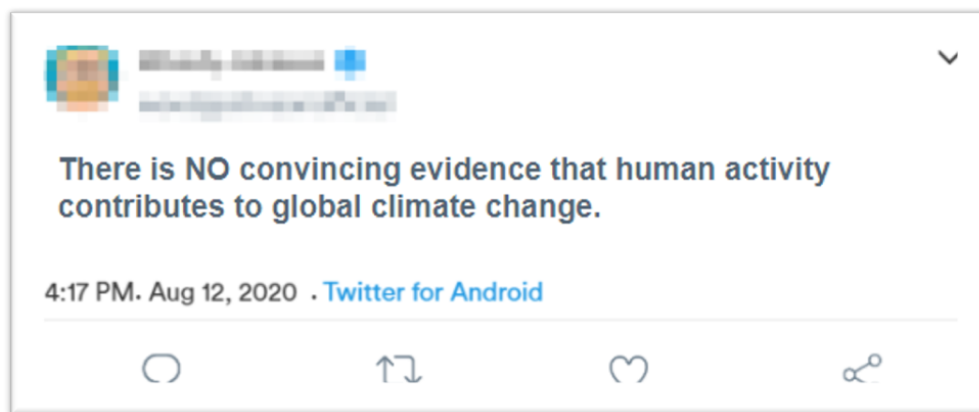 There is NO convincing evidence that human activity
contributes to global climate change.
4:17 PM. Aug 12, 2020 . Twitter for Android